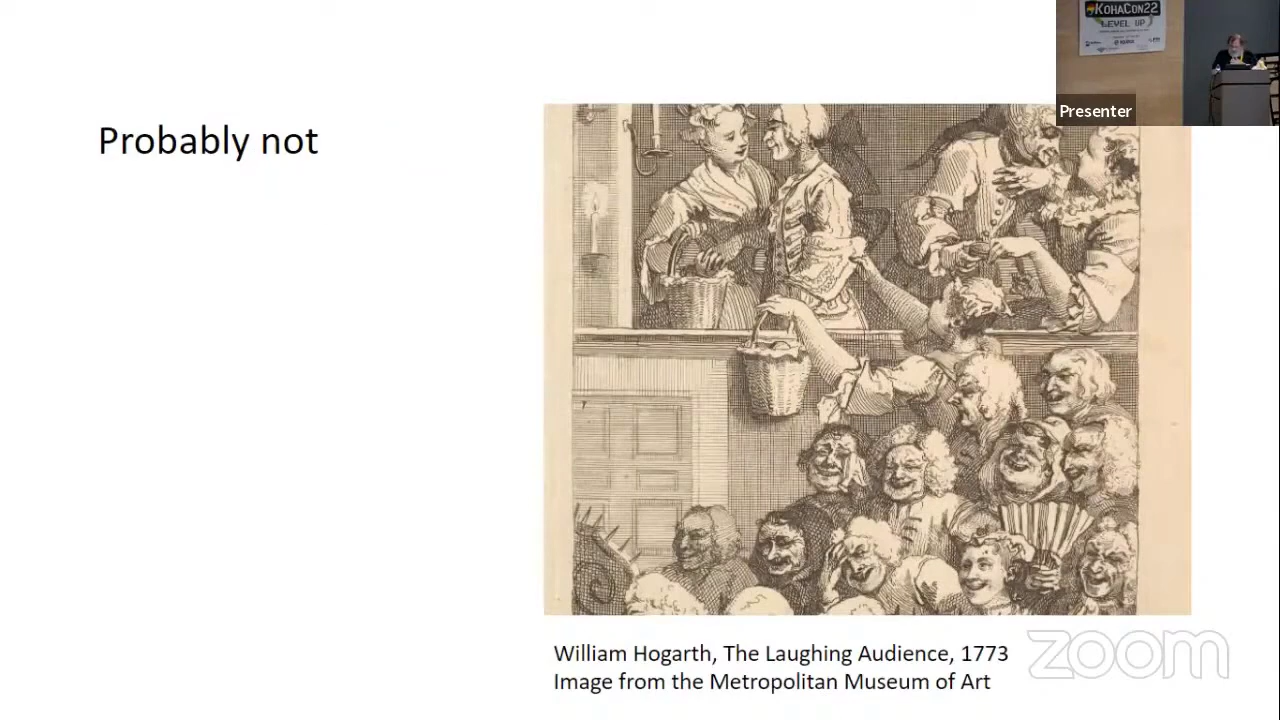 #KOHACON22
LEVEL UP
Presenter
Probably not
William Hogarth, The Laughing Audience, 1773
Image from the Metropolitan Museum of Art
zoom